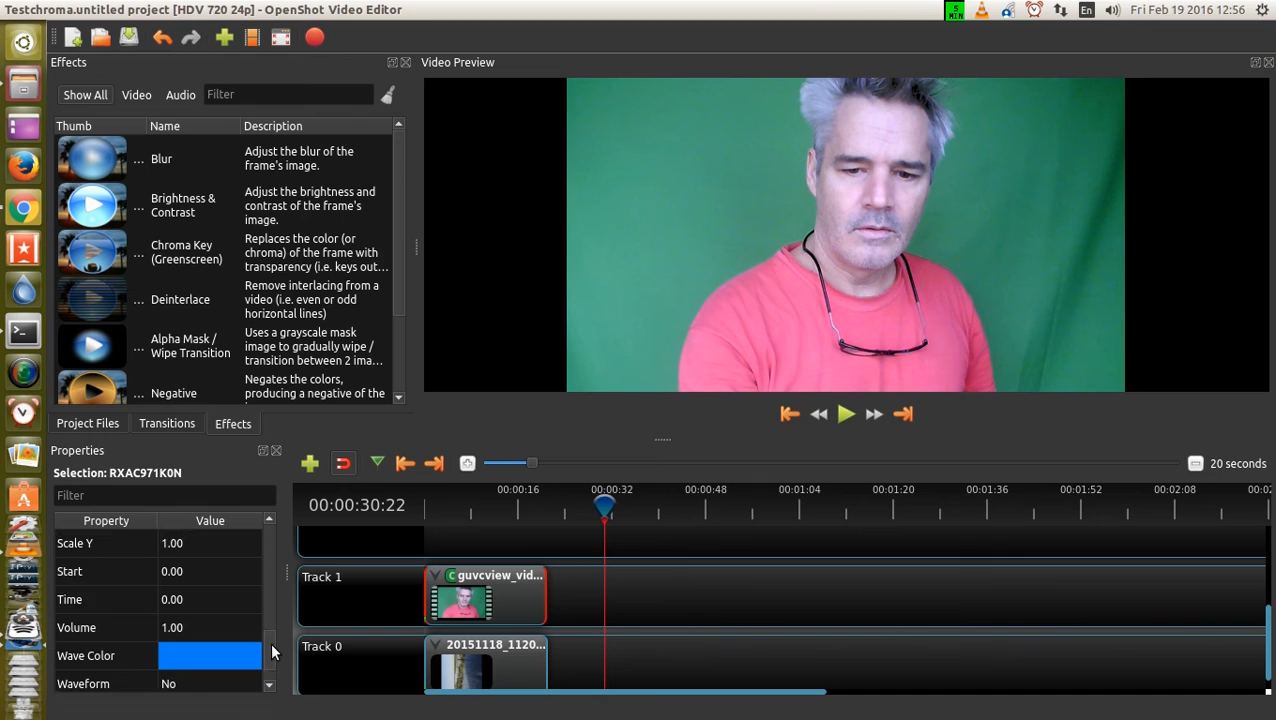 Testchroma.untitled project [HDV 720 24p] - OpenShot Video Editor
5 MIN
En
Fri Feb 19 2016 12:56
Effects
Video Preview
Show All
Video
Audio
Filter
Thumb
Name
Description
...
Blur
Adjust the blur of the
frame's image.
...
Brightness &
Contrast
Adjust the brightness and
contrast of the frame's
image.
...
Chroma Key
(Greenscreen)
Replaces the color (or
chroma) of the frame with
transparency (i.e. keys out...
...
Deinterlace
Remove interlacing from a
video (i.e. even or odd
horizontal lines)
...
Alpha Mask /
Wipe Transition
Uses a grayscale mask
image to gradually wipe /
transition between 2 ima...
...
Negative
Negates the colors,
producing a negative of the
Project Files
Transitions
Effects
Properties
Selection: RXAC971K0N
Filter
Property
Value
Scale Y
1.00
Start
0.00
Time
0.00
Volume
1.00
Wave Color
Waveform
No
20 seconds
00:00:30:22
00:00:16
00:00:32
00:00:48
00:01:04
00:01:20
00:01:36
00:01:52
00:02:08
Track 1
C
guvcview_vid...
Track 0
20151118_1120...